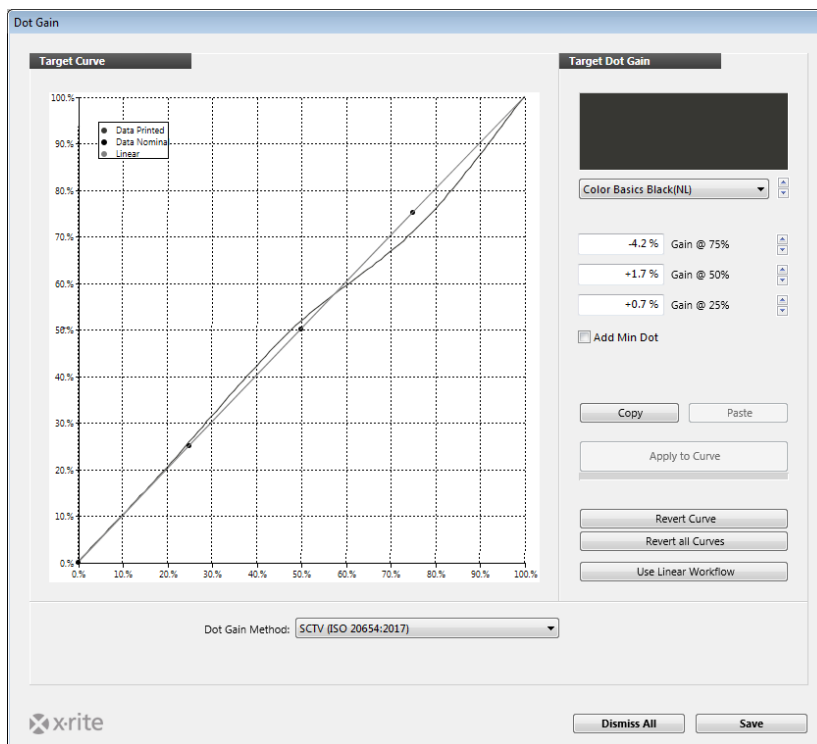 Dot Gain
Target Curve
100.%
90.%
80.%
70.%
60.%
50.%
40.%
30.%
20.%
10.%
0.%
Data Printed
Data Nominal
Linear
0.% 10.% 20.% 30.% 40.% 50.% 60.% 70.% 80.% 90.% 100.%
Target Dot Gain
Color Basics Black(NL)
-4.2 % Gain @ 75%
+1.7 % Gain @ 50%
+0.7 % Gain @ 25%
Add Min Dot
Copy Paste
Apply to Curve
Revert Curve
Revert all Curves
Use Linear Workflow
Dot Gain Method: SCTV (ISO 20654:2017)
x·rite
Dismiss All Save